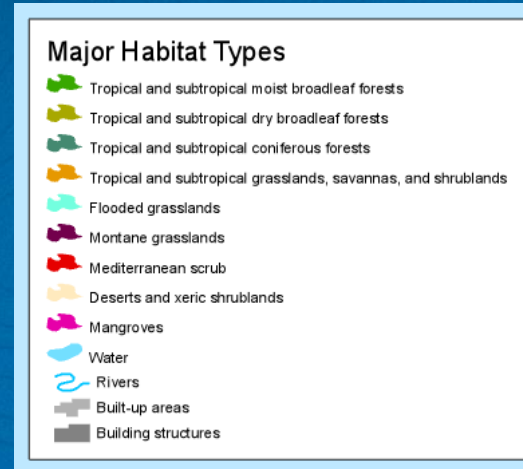 Major Habitat Types
Tropical and subtropical moist broadleaf forests
Tropical and subtropical dry broadleaf forests
Tropical and subtropical coniferous forests
Tropical and subtropical grasslands, savannas, and shrublands
Flooded grasslands
Montane grasslands
Mediterranean scrub
Deserts and xeric shrublands
Mangroves
Water
Rivers
Built-up areas
Building structures